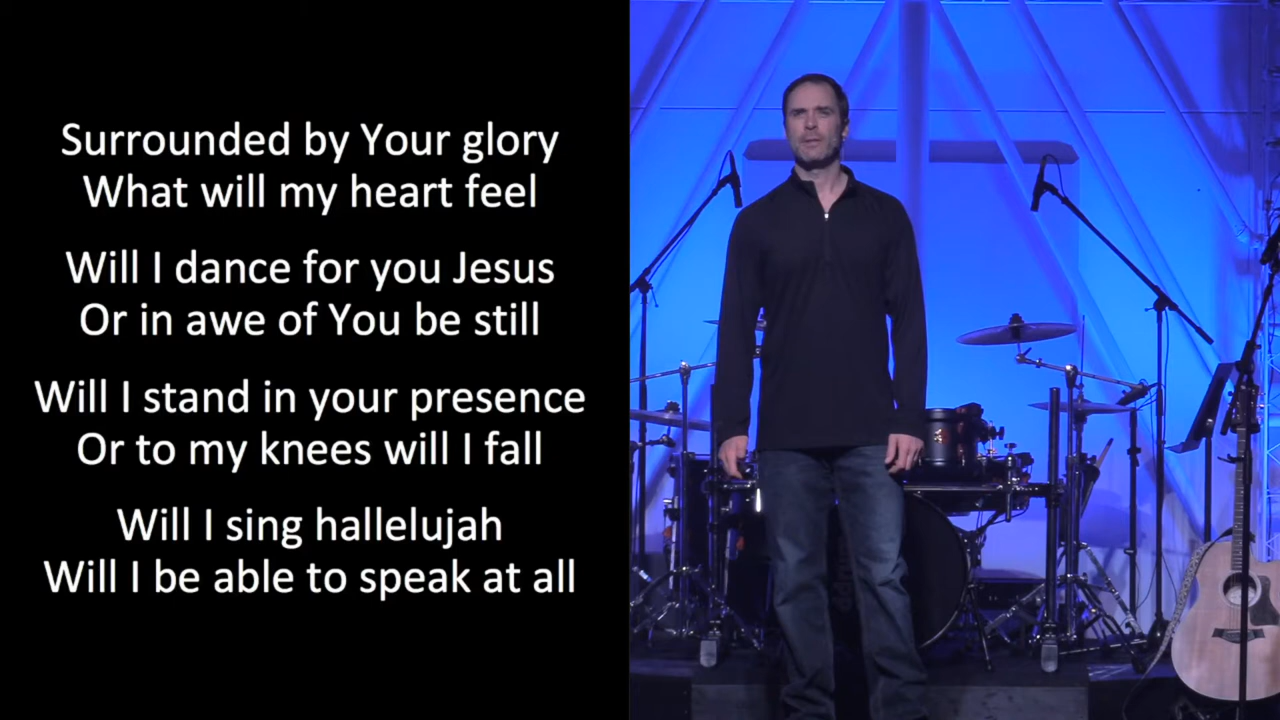 Surrounded by Your glory
What will my heart feel
Will I dance for you Jesus
Or in awe of You be still
Will I stand in your presence
Or to my knees will I fall
Will I sing hallelujah
Will I be able to speak at all